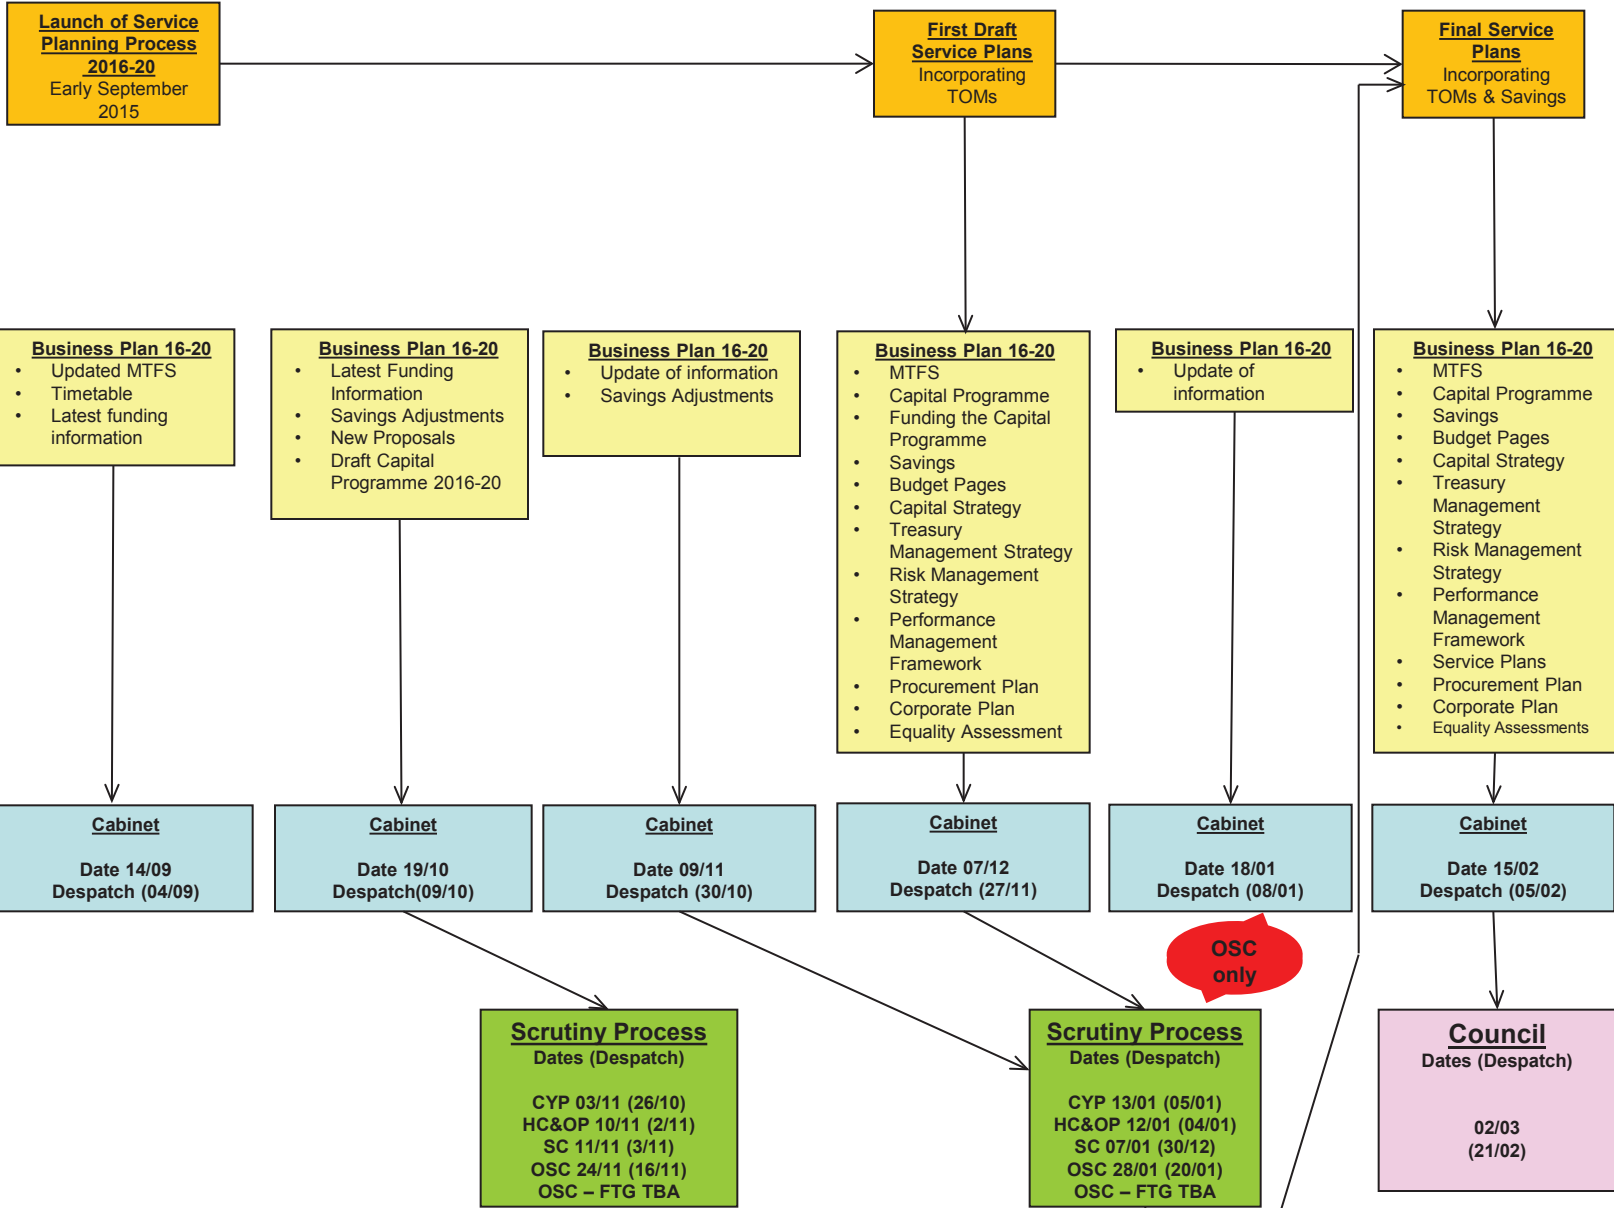 Launch of Service
Planning Process
2016-20
Early September
2015
First Draft
Service Plans
Incorporating
TOMs
Final Service
Plans
Incorporating
TOMs & Savings
Business Plan 16-20
• Updated MTFS
• Timetable
• Latest funding
information
Business Plan 16-20
• Latest Funding
Information
• Savings Adjustments
• New Proposals
• Draft Capital
Programme 2016-20
Business Plan 16-20
• Update of information
• Savings Adjustments
Business Plan 16-20
• MTFS
• Capital Programme
• Funding the Capital
Programme
• Savings
• Budget Pages
• Capital Strategy
• Treasury
Management Strategy
• Risk Management
Strategy
• Performance
Management
Framework
• Procurement Plan
• Corporate Plan
• Equality Assessment
Business Plan 16-20
• Update of
information
Business Plan 16-20
• MTFS
• Capital Programme
• Savings
• Budget Pages
• Capital Strategy
• Treasury
Management
Strategy
• Risk Management
Strategy
• Performance
Management
Framework
• Service Plans
• Procurement Plan
• Corporate Plan
• Equality Assessments
Cabinet
Date 14/09
Despatch (04/09)
Cabinet
Date 19/10
Despatch(09/10)
Cabinet
Date 09/11
Despatch (30/10)
Cabinet
Date 07/12
Despatch (27/11)
Cabinet
Date 18/01
Despatch (08/01)
Cabinet
Date 15/02
Despatch (05/02)
OSC
only
Scrutiny Process
Dates (Despatch)
CYP 03/11 (26/10)
HC&OP 10/11 (2/11)
SC 11/11 (3/11)
OSC 24/11 (16/11)
OSC – FTG TBA
Scrutiny Process
Dates (Despatch)
CYP 13/01 (05/01)
HC&OP 12/01 (04/01)
SC 07/01 (30/12)
OSC 28/01 (20/01)
OSC – FTG TBA
Council
Dates (Despatch)
02/03
(21/02)